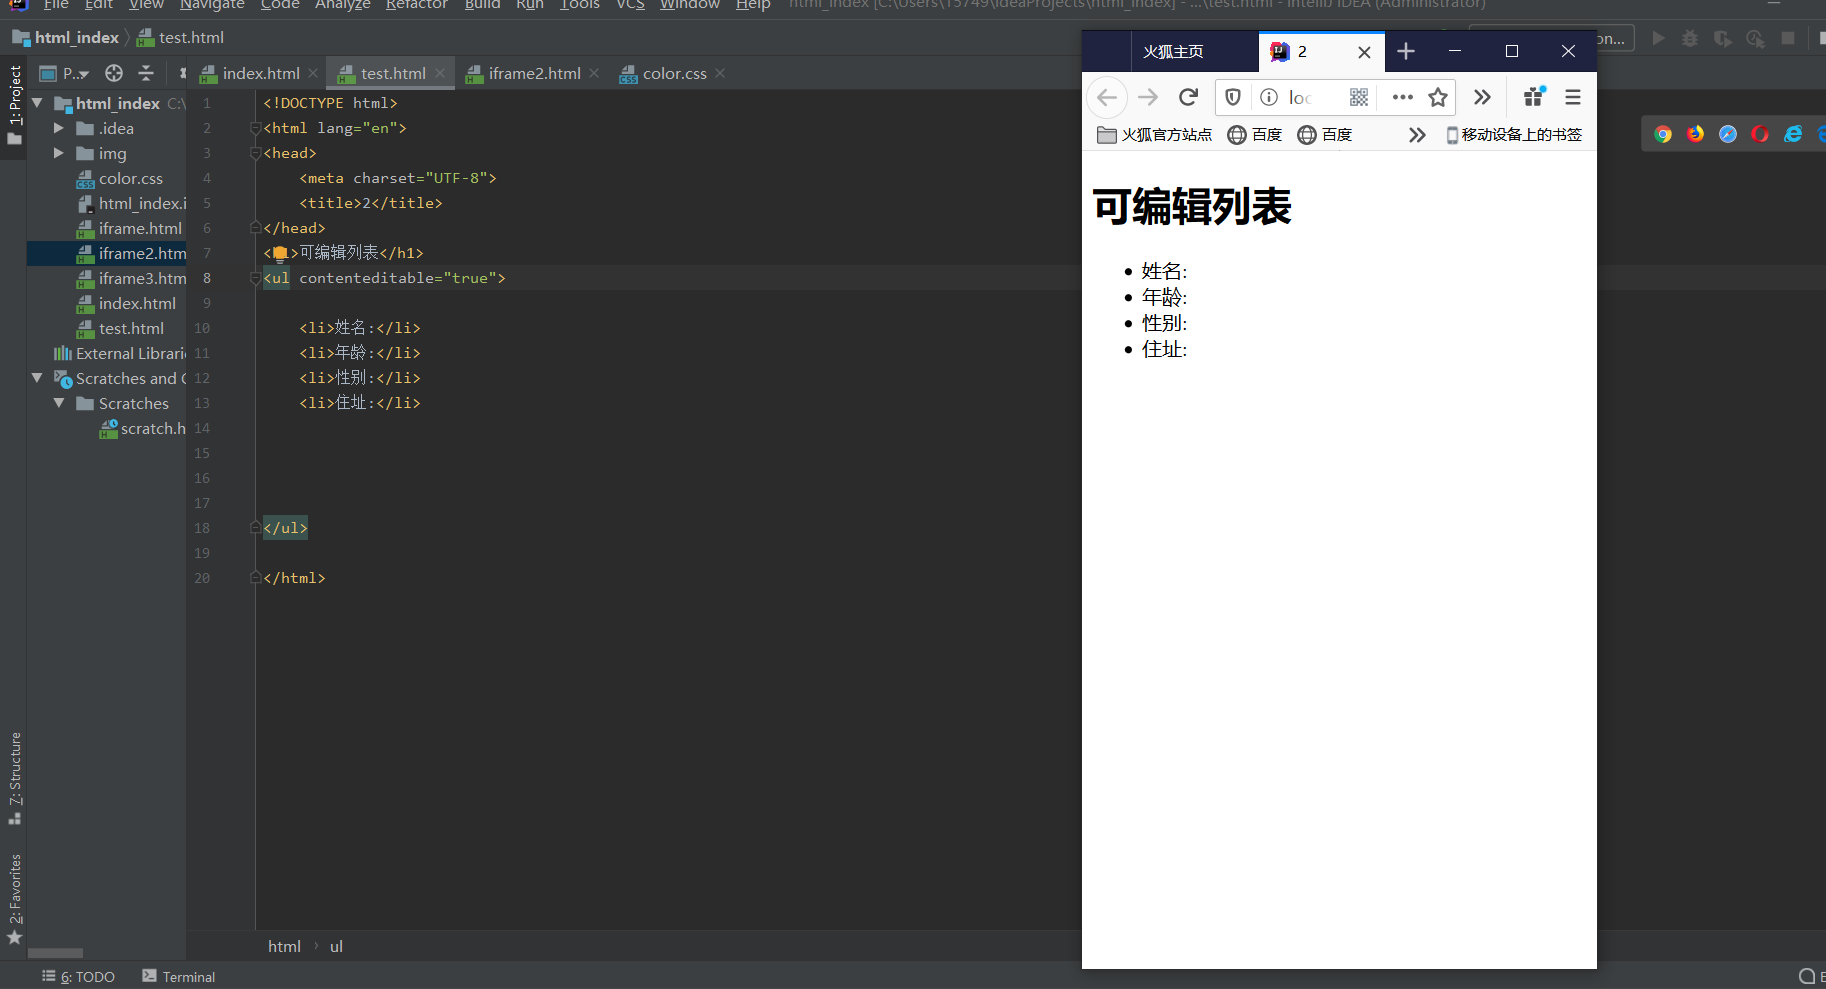 File Edit View Navigate Code Analyze Refactor Build Run Tools VCS Window Help html_index [C:\Users\15749\IdeaProjects\html_index] - ...\test.html - IntelliJ IDEA (Administrator)
html_index test.html
on...
1: Project
P...
index.html test.html iframe2.html color.css
html_index C:\
.idea
img
color.css
html_index.i
iframe.html
iframe2.htm
iframe3.htm
index.html
test.html
External Librari
Scratches and C
Scratches
scratch.h
1 <!DOCTYPE html>
2 <html lang="en">
3 <head>
4 <meta charset="UTF-8">
5 <title>2</title>
6 </head>
7 < >可编辑列表</h1>
8 <ul contenteditable="true">
9
10 <li>姓名:</li>
11 <li>年龄:</li>
12 <li>性别:</li>
13 <li>住址:</li>
14
15
16
17
18 </ul>
19
20 </html>
7: Structure
2: Favorites
html › ul
6: TODO Terminal
E
火狐主页 2
loc
火狐官方站点 百度 百度 移动设备上的书签
可编辑列表
• 姓名:
• 年龄:
• 性别:
• 住址: